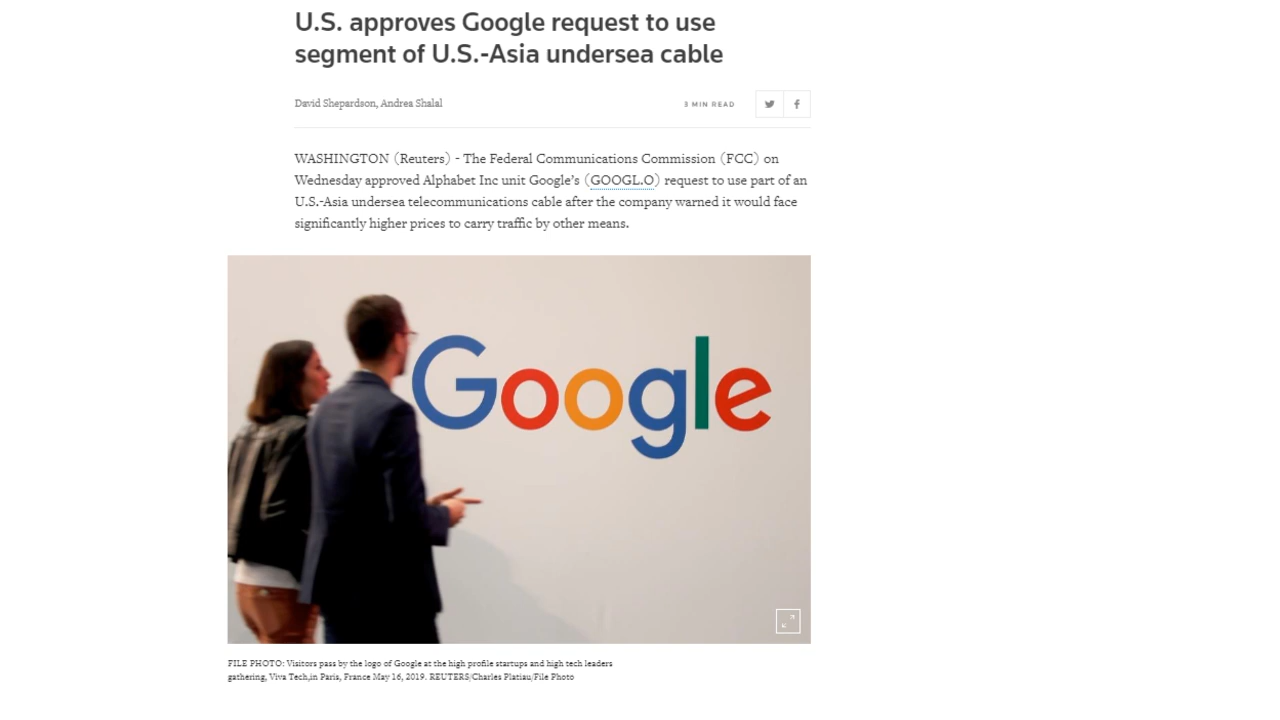 U.S. approves Google request to use
segment of U.S.-Asia undersea cable
David Shepardson, Andrea Shalal
3 MIN READ
WASHINGTON (Reuters) - The Federal Communications Commission (FCC) on
Wednesday approved Alphabet Inc unit Google’s (GOOGL.O) request to use part of an
U.S.-Asia undersea telecommunications cable after the company warned it would face
significantly higher prices to carry traffic by other means.
Google
FILE PHOTO: Visitors pass by the logo of Google at the high profile startups and high tech leaders
gathering, Viva Tech,in Paris, France May 16, 2019. REUTERS/Charles Platiau/File Photo